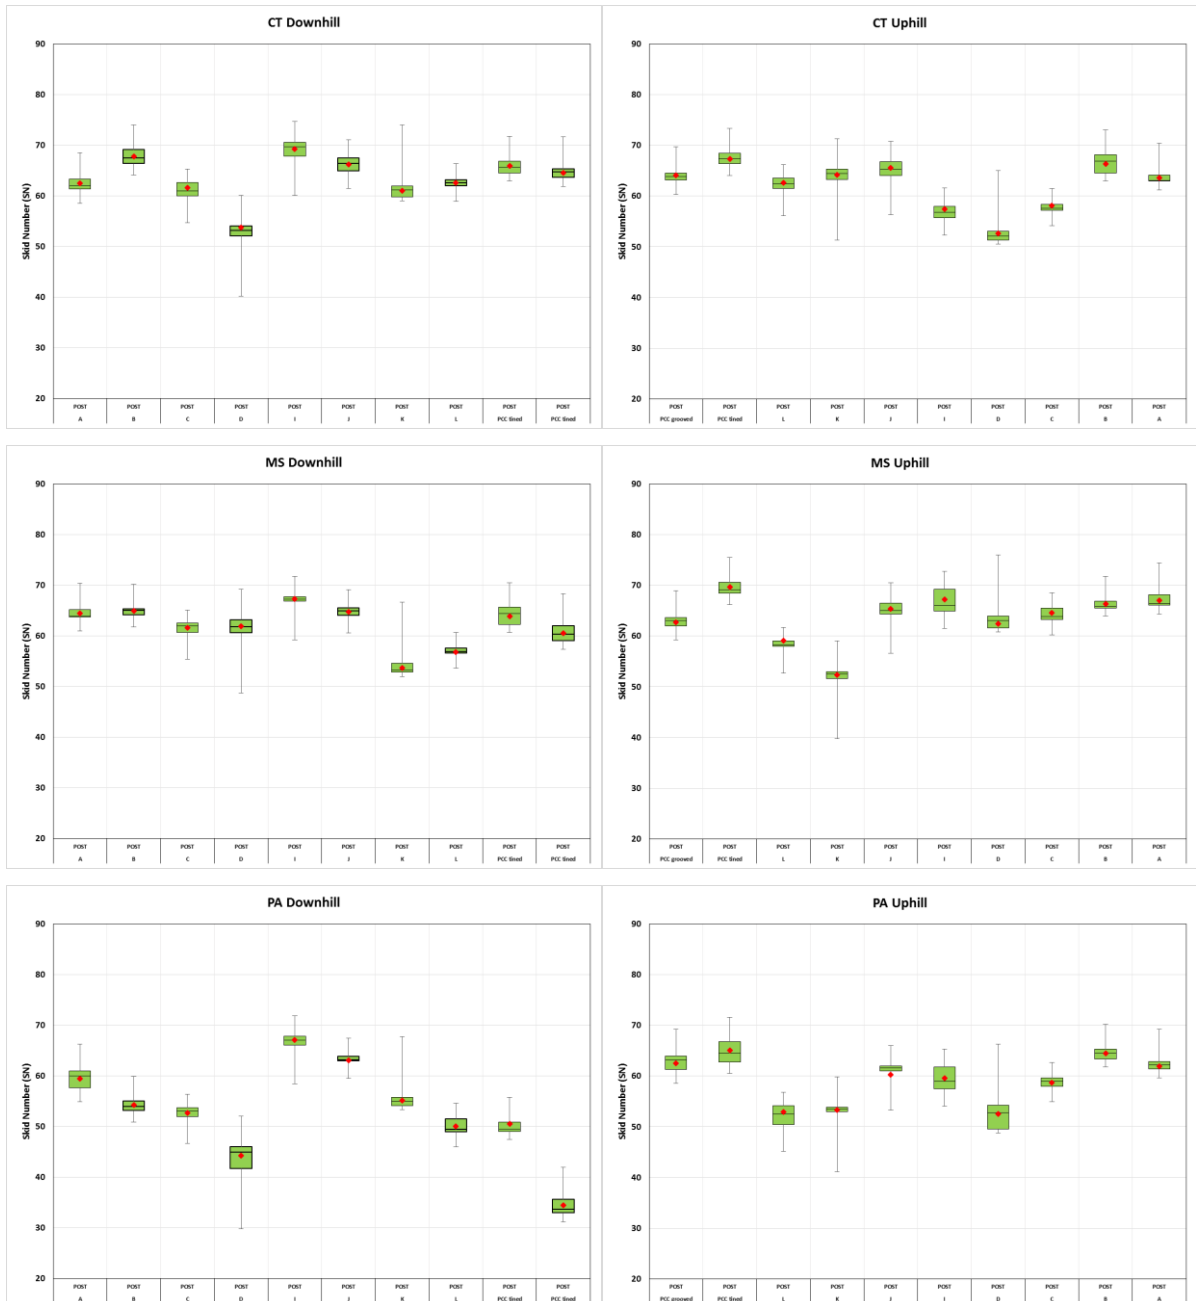 CT Downhill
90
80
70
60
50
40
30
20
Skid Number (SN)
POST POST POST POST POST POST POST POST POST POST
A B C D I J K L PCC tined PCC tined
CT Uphill
90
80
70
60
50
40
30
20
Skid Number (SN)
POST POST POST POST POST POST POST POST POST POST
PCC grooved PCC tined L K J I D C B A
MS Downhill
90
80
70
60
50
40
30
20
Skid Number (SN)
POST POST POST POST POST POST POST POST POST POST
A B C D I J K L PCC tined PCC tined
MS Uphill
90
80
70
60
50
40
30
20
Skid Number (SN)
POST POST POST POST POST POST POST POST POST POST
PCC grooved PCC tined L K J I D C B A
PA Downhill
90
80
70
60
50
40
30
20
Skid Number (SN)
POST POST POST POST POST POST POST POST POST POST
A B C D I J K L PCC tined PCC tined
PA Uphill
90
80
70
60
50
40
30
20
Skid Number (SN)
POST POST POST POST POST POST POST POST POST POST
PCC grooved PCC tined L K J I D C B A